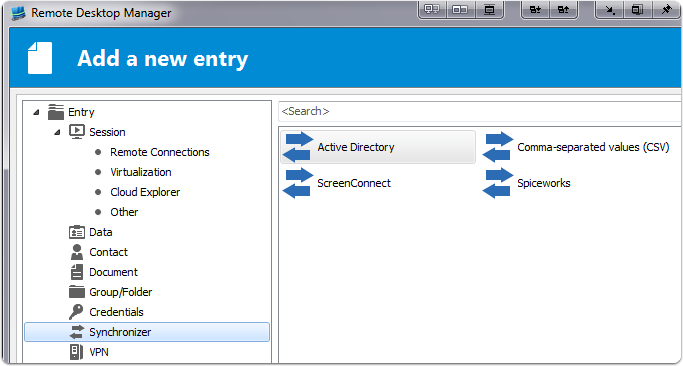 Remote Desktop Manager
Add a new entry
Entry
Session
Remote Connections
Virtualization
Cloud Explorer
Other
Data
Contact
Document
Group/Folder
Credentials
Synchronizer
VPN
<Search>
Active Directory
Comma-separated values (CSV)
ScreenConnect
Spiceworks